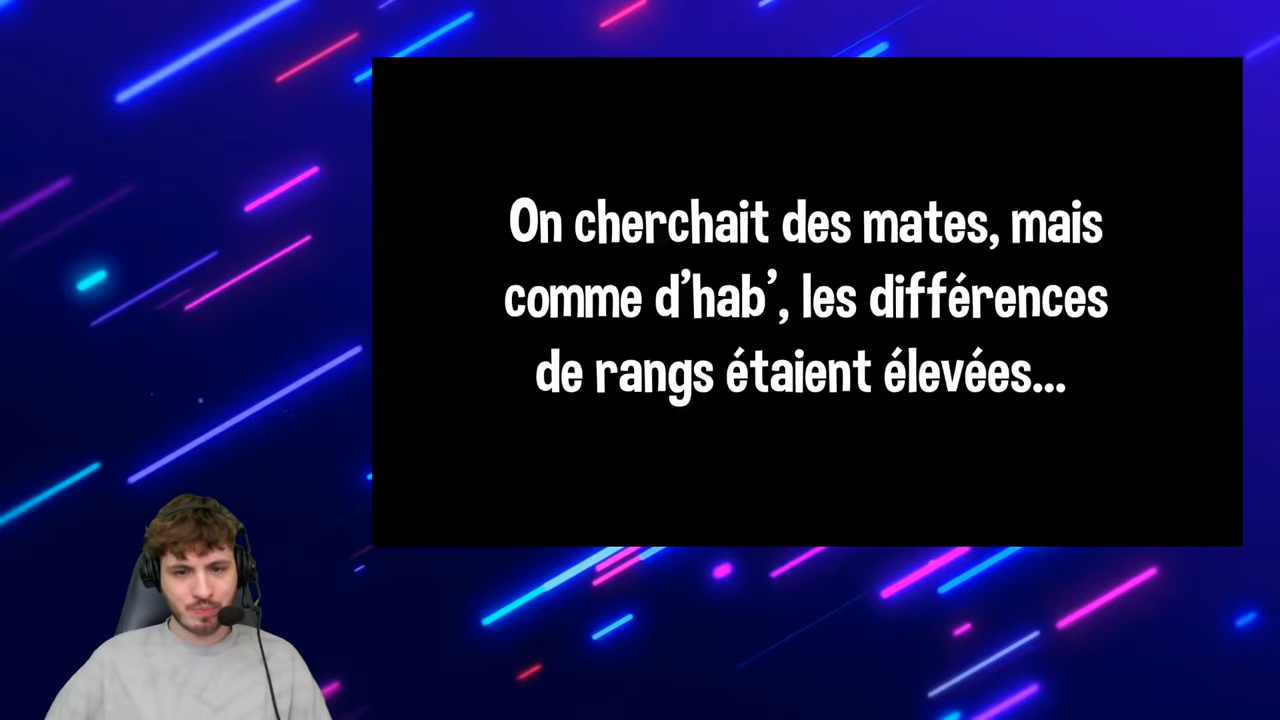 On cherchait des mates, mais
comme d’hab’, les différences
de rangs étaient élevées...